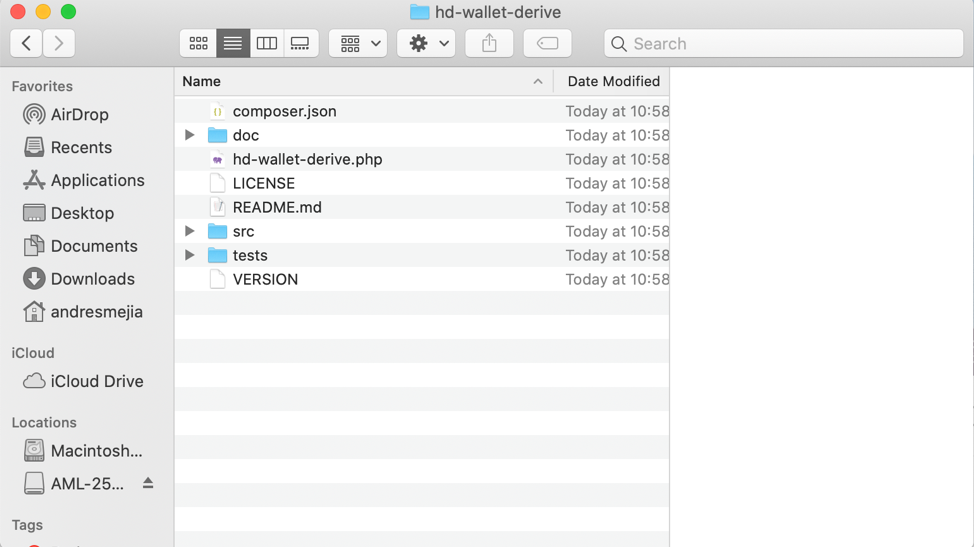 hd-wallet-derive
Search
Favorites
AirDrop
Recents
Applications
Desktop
Documents
Downloads
andresmejia
iCloud
iCloud Drive
Locations
Macintosh...
AML-25...
Tags
Name Date Modified
composer.json Today at 10:58
doc Today at 10:58
hd-wallet-derive.php Today at 10:58
LICENSE Today at 10:58
README.md Today at 10:58
src Today at 10:58
tests Today at 10:58
VERSION Today at 10:58